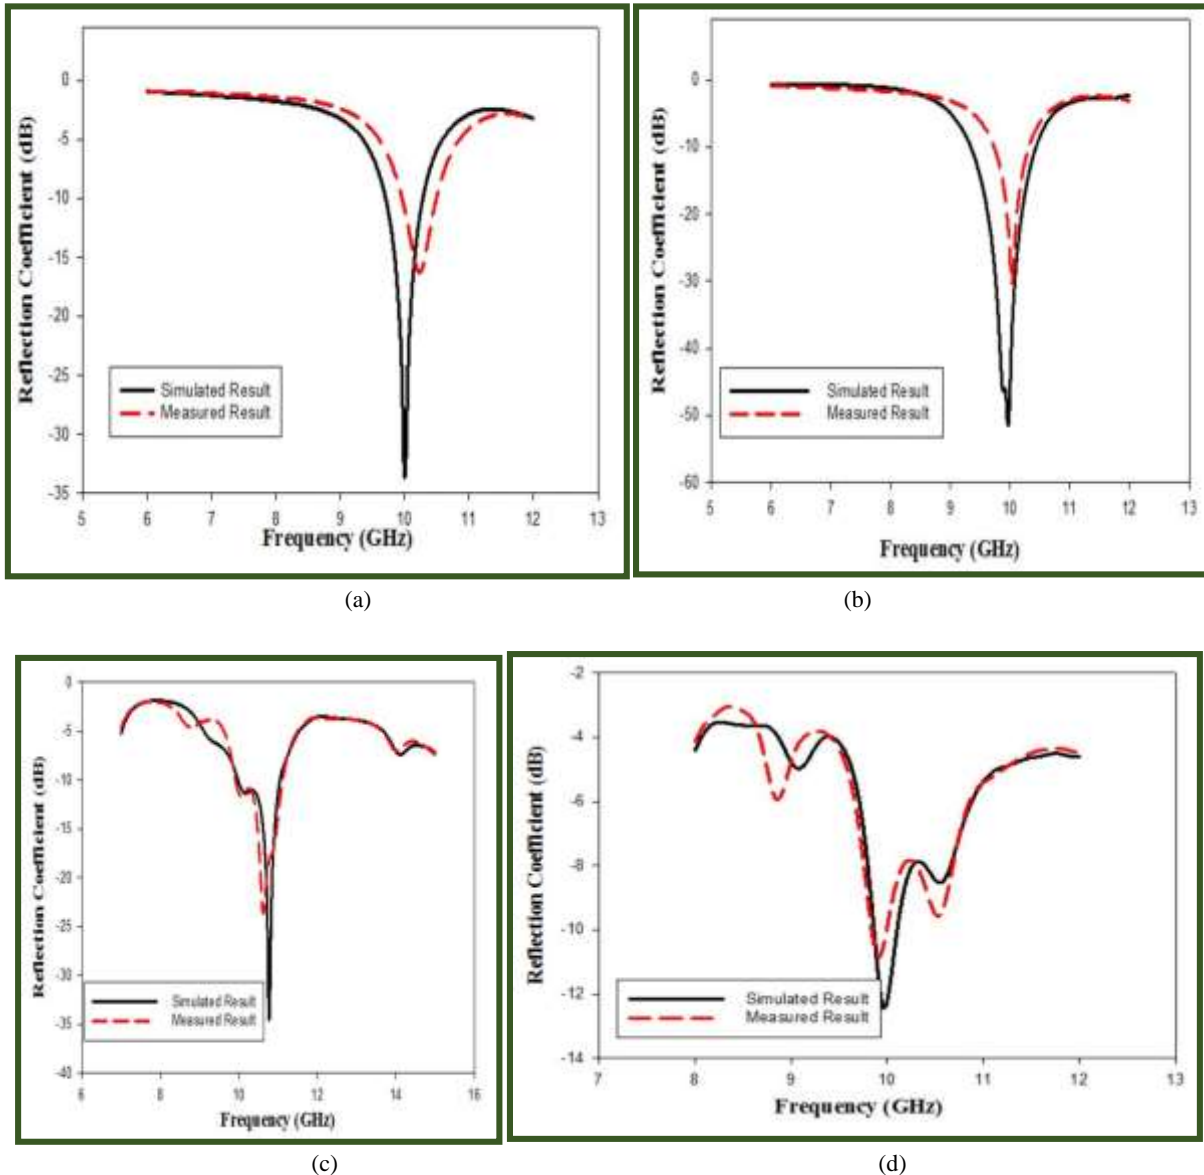 Reflection Coefficient (dB)
0
-5
-10
-15
-20
-25
-30
-35
Simulated Result
Measured Result
5 6 7 8 9 10 11 12 13
Frequency (GHz)
(a)
Reflection Coefficient (dB)
0
-10
-20
-30
-40
-50
-60
Simulated Result
Measured Result
5 6 7 8 9 10 11 12 13
Frequency (GHz)
(b)
Reflection Coefficient (dB)
0
-5
-10
-15
-20
-25
-30
-35
-40
Simulated Result
Measured Result
6 8 10 12 14 16
Frequency (GHz)
(c)
Reflection Coefficient (dB)
-2
-4
-6
-8
-10
-12
-14
Simulated Result
Measured Result
7 8 9 10 11 12 13
Frequency (GHz)
(d)